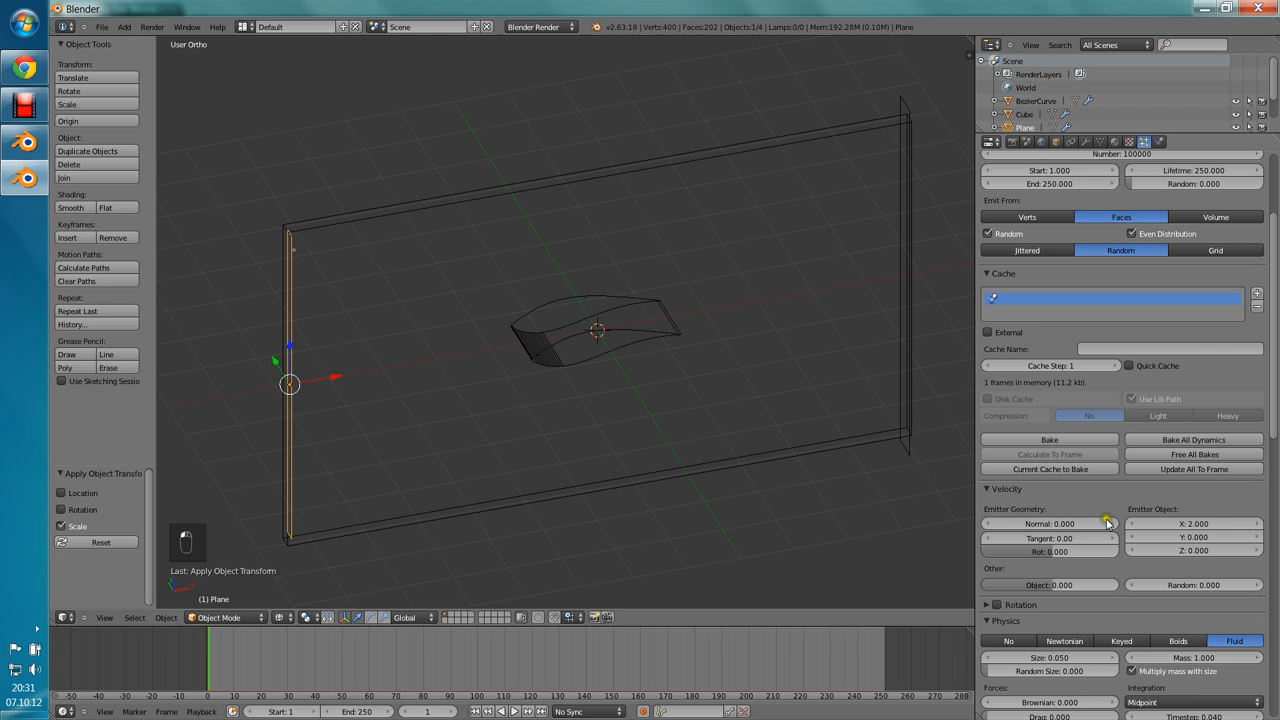 Blender
File Add Render Window Help Default Scene Blender Render v2.63.18 | Verts:400 | Faces:202 | Objects:1/4 | Lamps:0/0 | Mem:192.28M (0.10M) | Plane
Object Tools
Transform:
Translate
Rotate
Scale
Origin
Object:
Duplicate Objects
Delete
Join
Shading:
Smooth Flat
Keyframes:
Insert Remove
Motion Paths:
Calculate Paths
Clear Paths
Repeat:
Repeat Last
History...
Grease Pencil:
Draw Line
Poly Erase
Use Sketching Sessio
Apply Object Transfo
Location
Rotation
Scale
Reset
User Ortho
Last: Apply Object Transform
(1) Plane
View Select Object Object Mode Global
-50 -40 -30 -20 -10 0 10 20 30 40 50 60 70 80 90 100 110 120 130 140 150 160 170 180 190 200 210 220 230 240 250 260 270 280
View Marker Frame Playback Start: 1 End: 250 1 No Sync
View Search All Scenes
Scene
RenderLayers
World
BezierCurve
Cube
Plane
Number: 100000
Start: 1.000 Lifetime: 250.000
End: 250.000 Random: 0.000
Emit From:
Verts Faces Volume
Random Even Distribution
Jittered Random Grid
Cache
External
Cache Name:
Cache Step: 1 Quick Cache
1 frames in memory (11.2 kb).
Disk Cache Use Lib Path
Compression: No Light Heavy
Bake Bake All Dynamics
Calculate To Frame Free All Bakes
Current Cache to Bake Update All To Frame
Velocity
Emitter Geometry: Emitter Object:
Normal: 0.000 X: 2.000
Tangent: 0.00 Y: 0.000
Rot: 0.000 Z: 0.000
Other:
Object: 0.000 Random: 0.000
Rotation
Physics
No Newtonian Keyed Boids Fluid
Size: 0.050 Mass: 1.000
Random Size: 0.000 Multiply mass with size
Forces: Integration:
Brownian: 0.000 Midpoint
Drag: 0.000 Timestep: 0.040
20:31
07.10.12